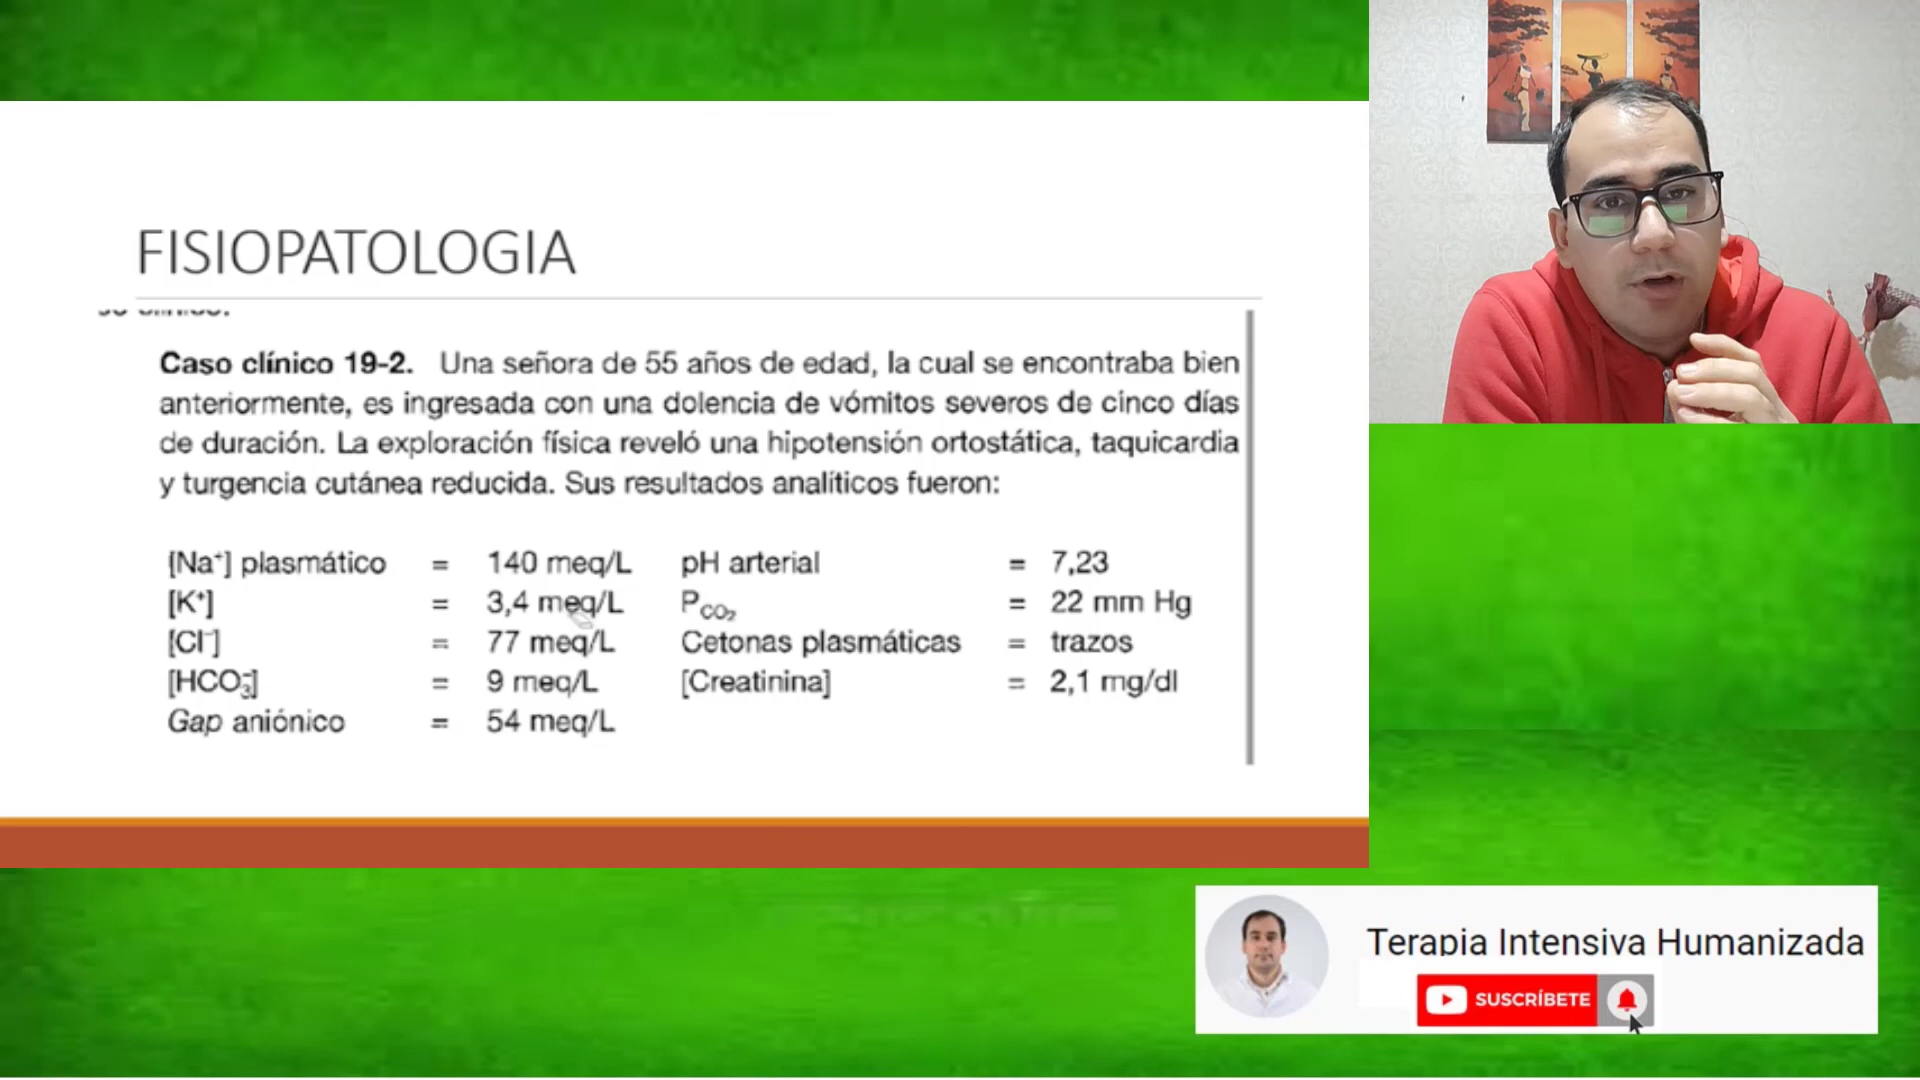 FISIOPATOLOGIA
Caso clínico 19-2. Una señora de 55 años de edad, la cual se encontraba bien
anteriormente, es ingresada con una dolencia de vómitos severos de cinco días
de duración. La exploración física reveló una hipotensión ortostática, taquicardia
y turgencia cutánea reducida. Sus resultados analíticos fueron:
[Na⁺] plasmático = 140 meq/L pH arterial = 7,23
[K⁺] = 3,4 meq/L P_CO₂ = 22 mm Hg
[Cl⁻] = 77 meq/L Cetonas plasmáticas = trazos
[HCO₃⁻] = 9 meq/L [Creatinina] = 2,1 mg/dl
Gap aniónico = 54 meq/L
Terapia Intensiva Humanizada
SUSCRÍBETE